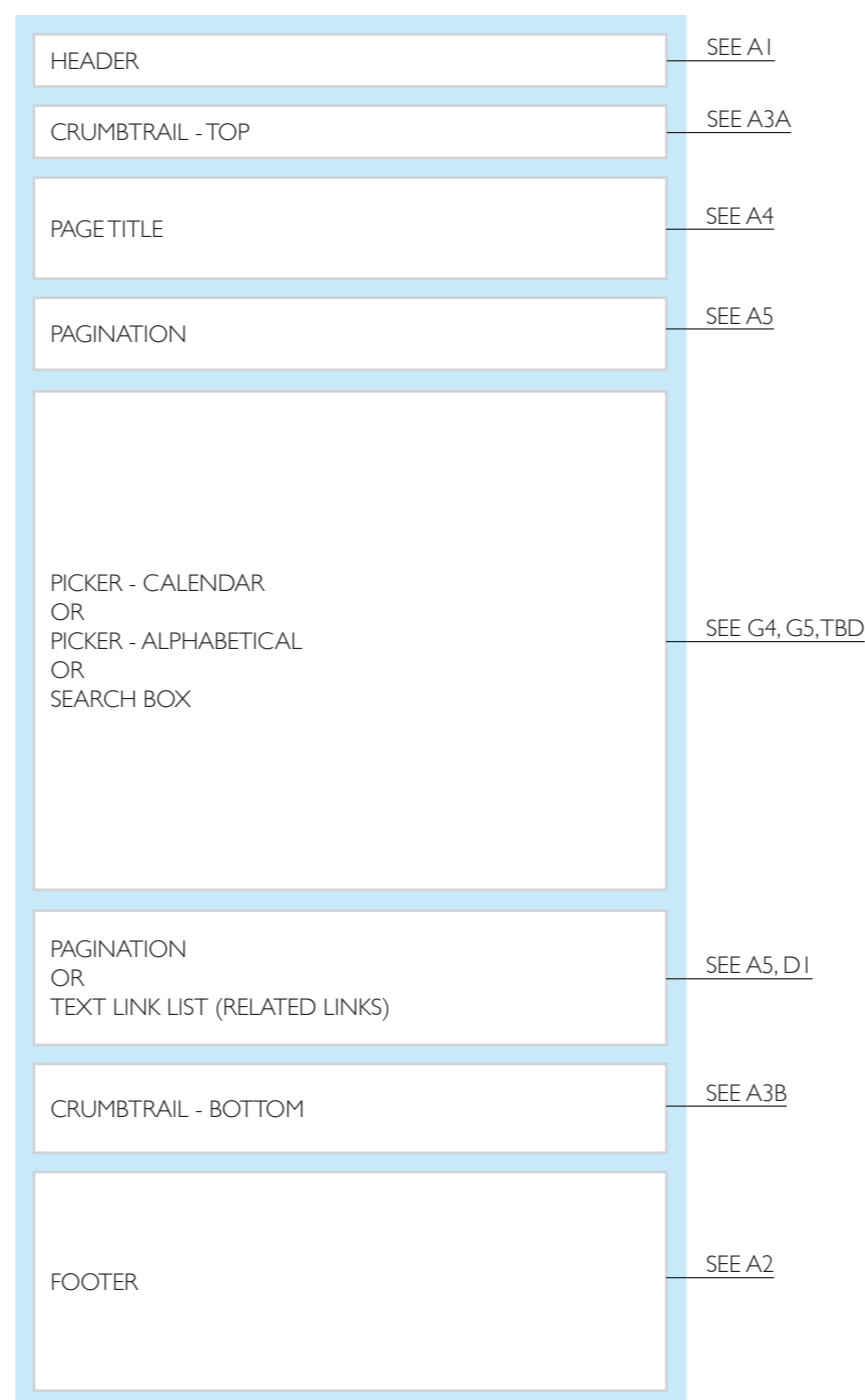 HEADER
SEE A1
CRUMBTRAIL - TOP
SEE A3A
PAGE TITLE
SEE A4
PAGINATION
SEE A5
PICKER - CALENDAR
OR
PICKER - ALPHABETICAL
OR
SEARCH BOX
SEE G4, G5, TBD
PAGINATION
OR
TEXT LINK LIST (RELATED LINKS)
SEE A5, D1
CRUMBTRAIL - BOTTOM
SEE A3B
FOOTER
SEE A2